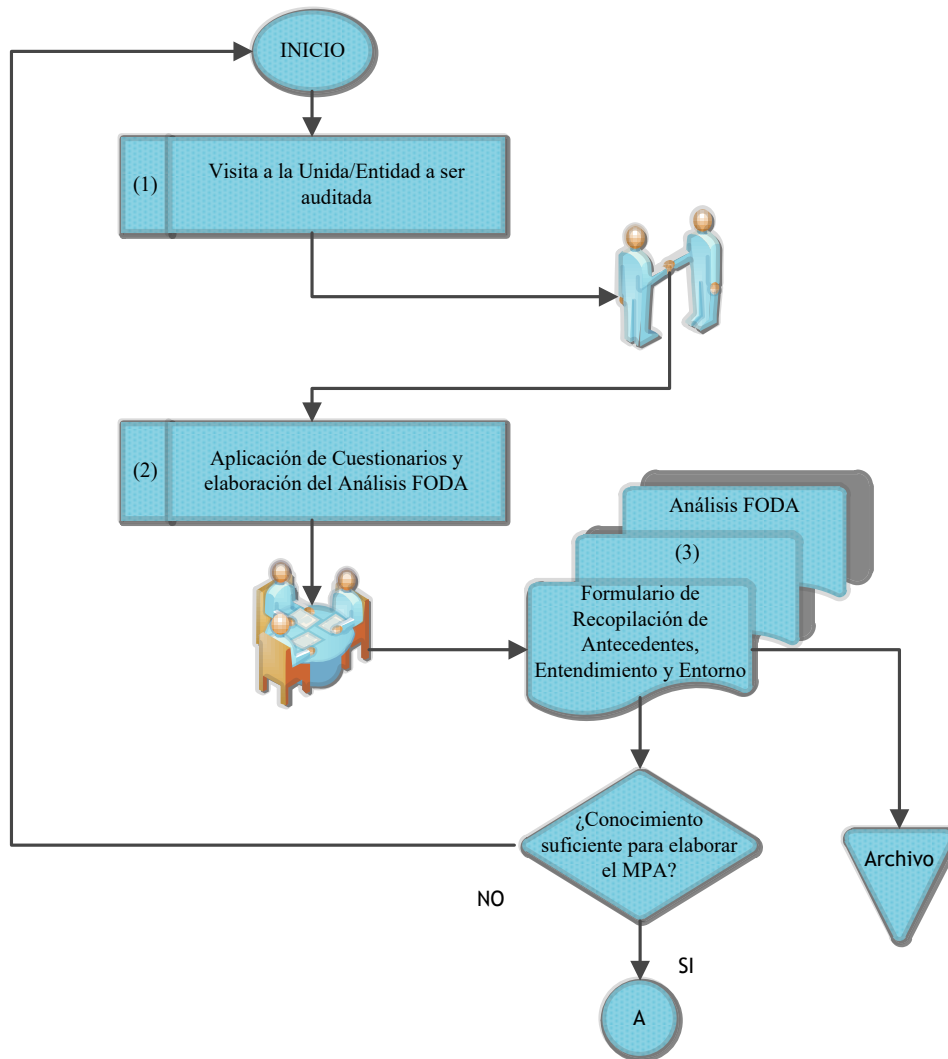 INICIO
(1)
Visita a la Unida/Entidad a ser
auditada
(2)
Aplicación de Cuestionarios y
elaboración del Análisis FODA
Análisis FODA
(3)
Formulario de
Recopilación de
Antecedentes,
Entendimiento y Entorno
¿Conocimiento
suficiente para elaborar
el MPA?
Archivo
NO
SI
A